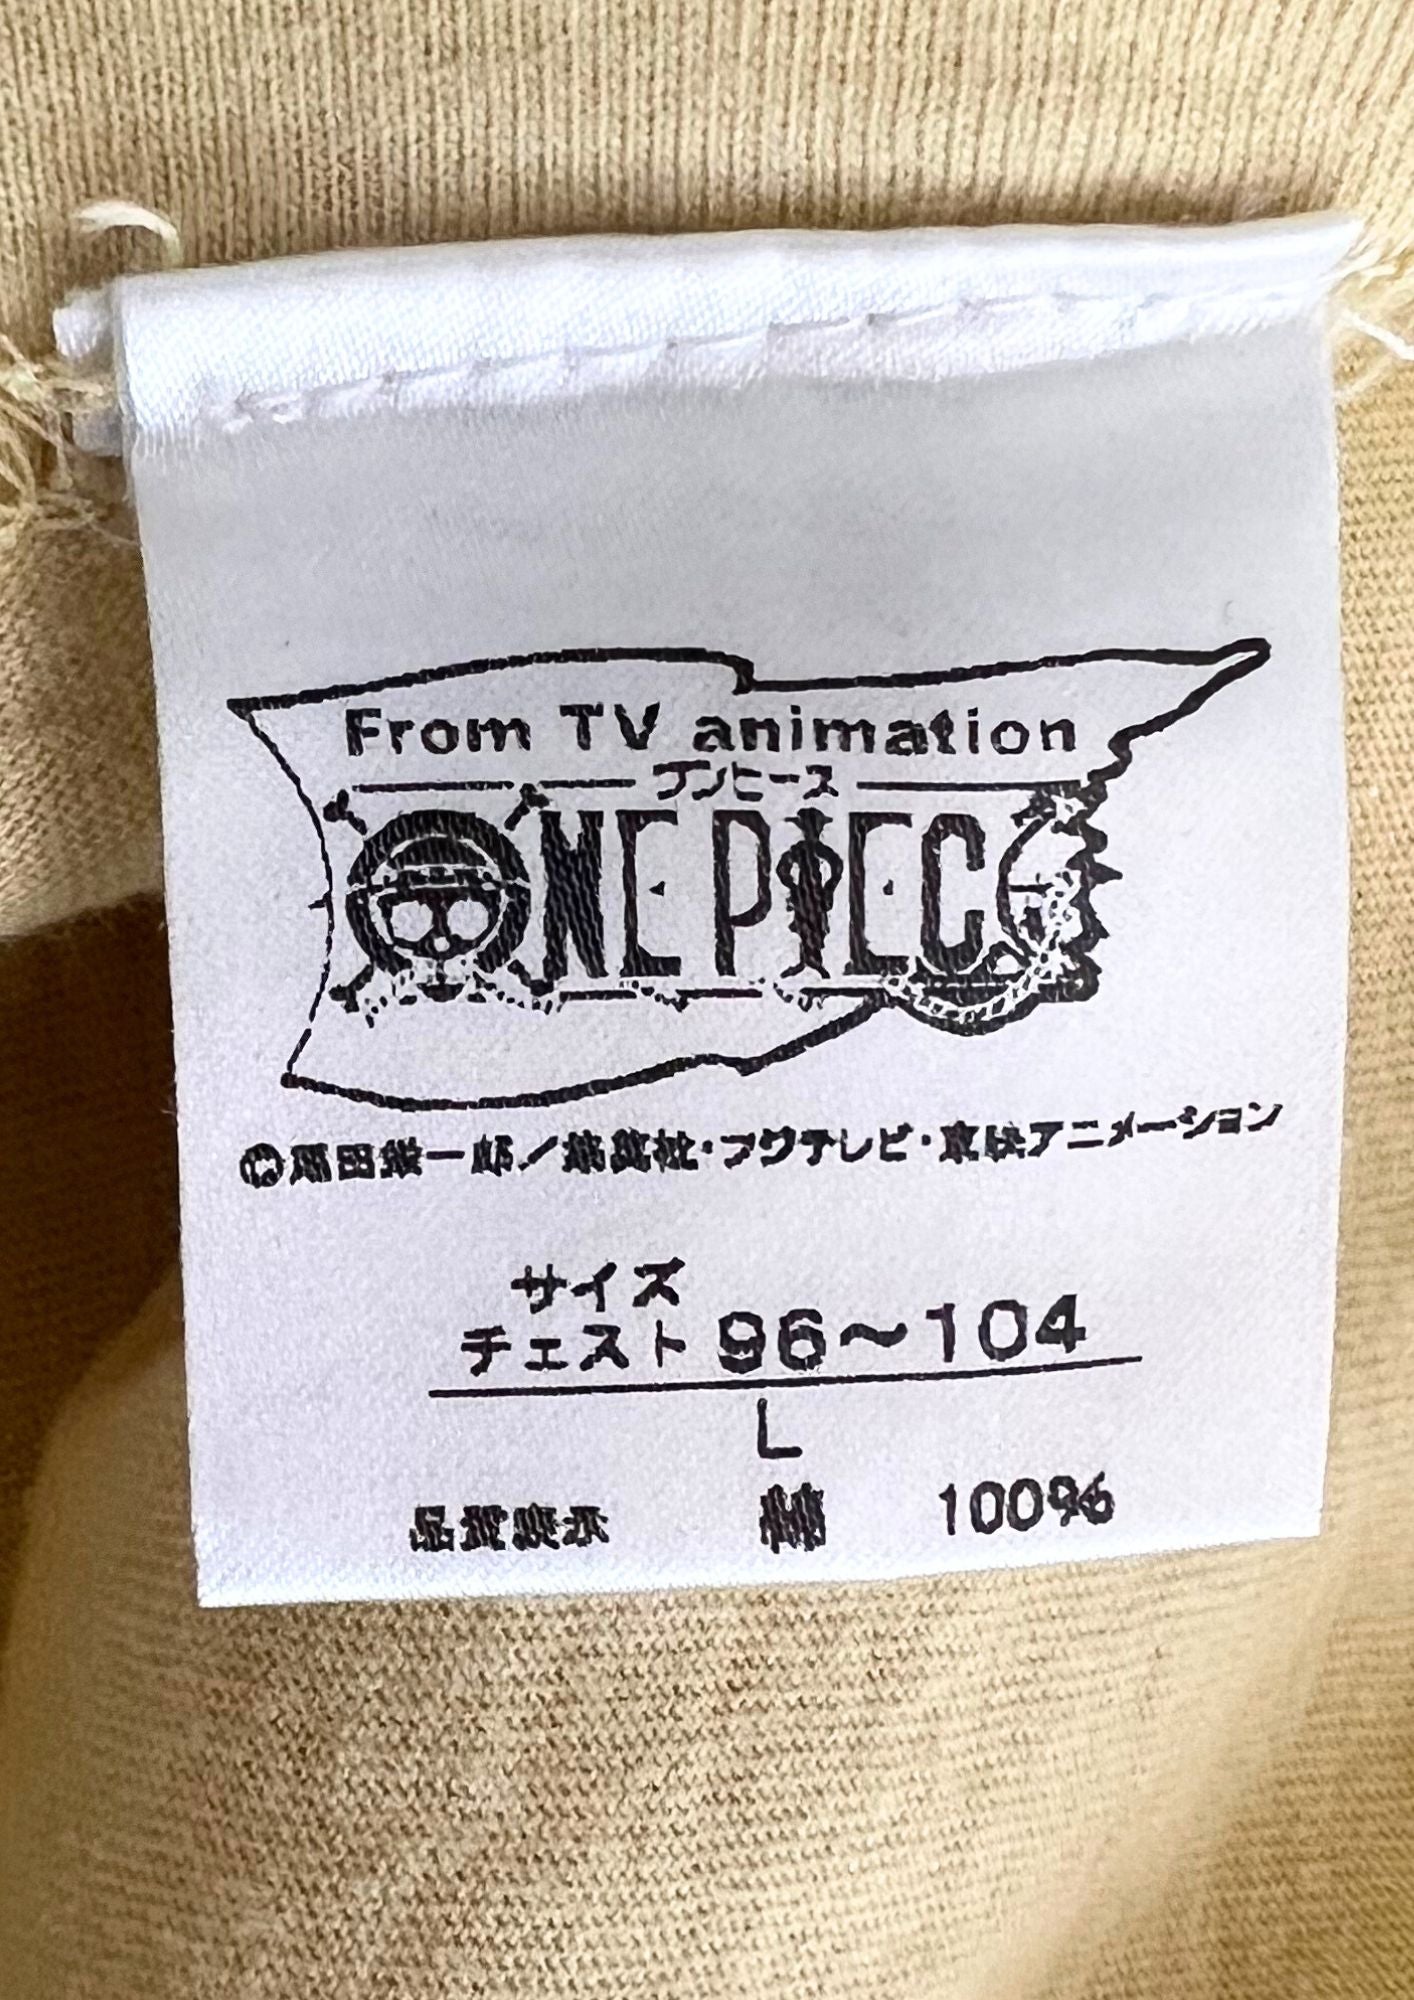 From TV animation
ワンピース
ONE PIECE
©尾田栄一郎／集英社・フジテレビ・東映アニメーション
サイズ
チェスト 96～104
L
品質表示 綿 100%